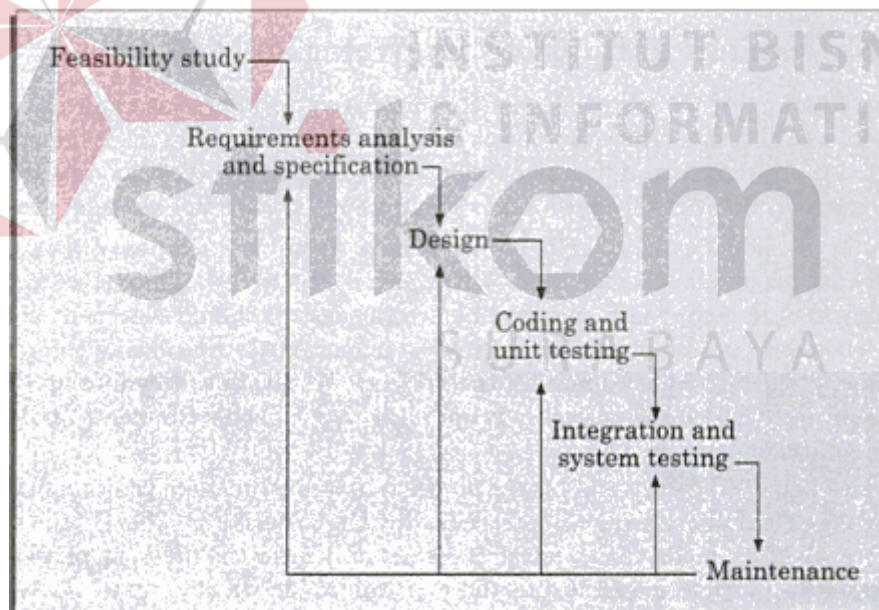 INSTITUT BISN
Feasibility study
& INFORMATI
Requirements analysis
and specification
stikom
Design
Coding and
unit testing
SURABAYA
Integration and
system testing
Maintenance